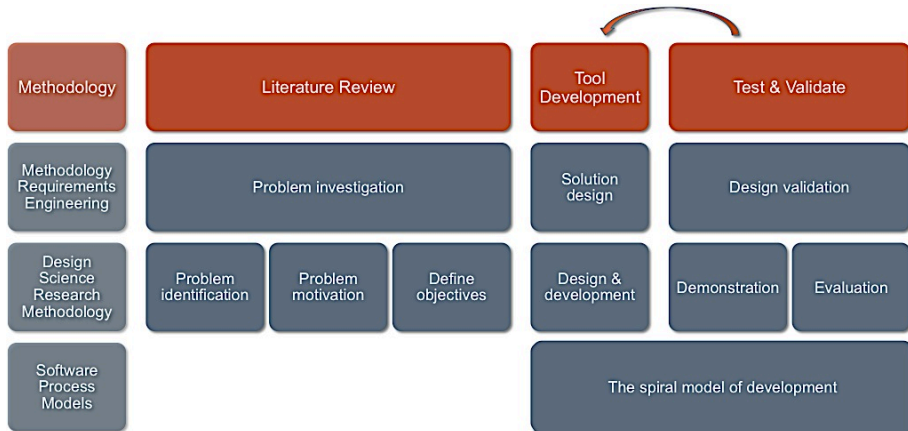 Methodology
Literature Review
Tool
Development
Test & Validate
Methodology
Requirements
Engineering
Problem investigation
Solution
design
Design validation
Design
Science
Research
Methodology
Problem
identification
Problem
motivation
Define
objectives
Design &
development
Demonstration
Evaluation
Software
Process
Models
The spiral model of development